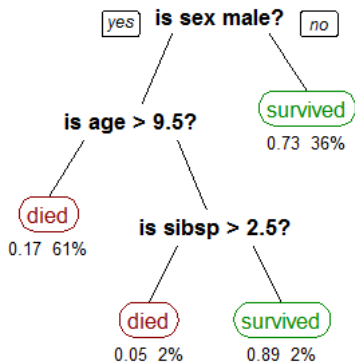 yes is sex male? no
is age > 9.5?
survived
0.73 36%
died
0.17 61%
is sibsp > 2.5?
died survived
0.05 2% 0.89 2%